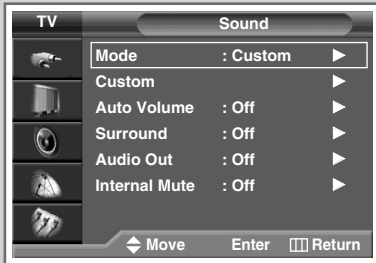 TV Sound
Mode : Custom
Custom
Auto Volume : Off
Surround : Off
Audio Out : Off
Internal Mute : Off
Move Enter Return